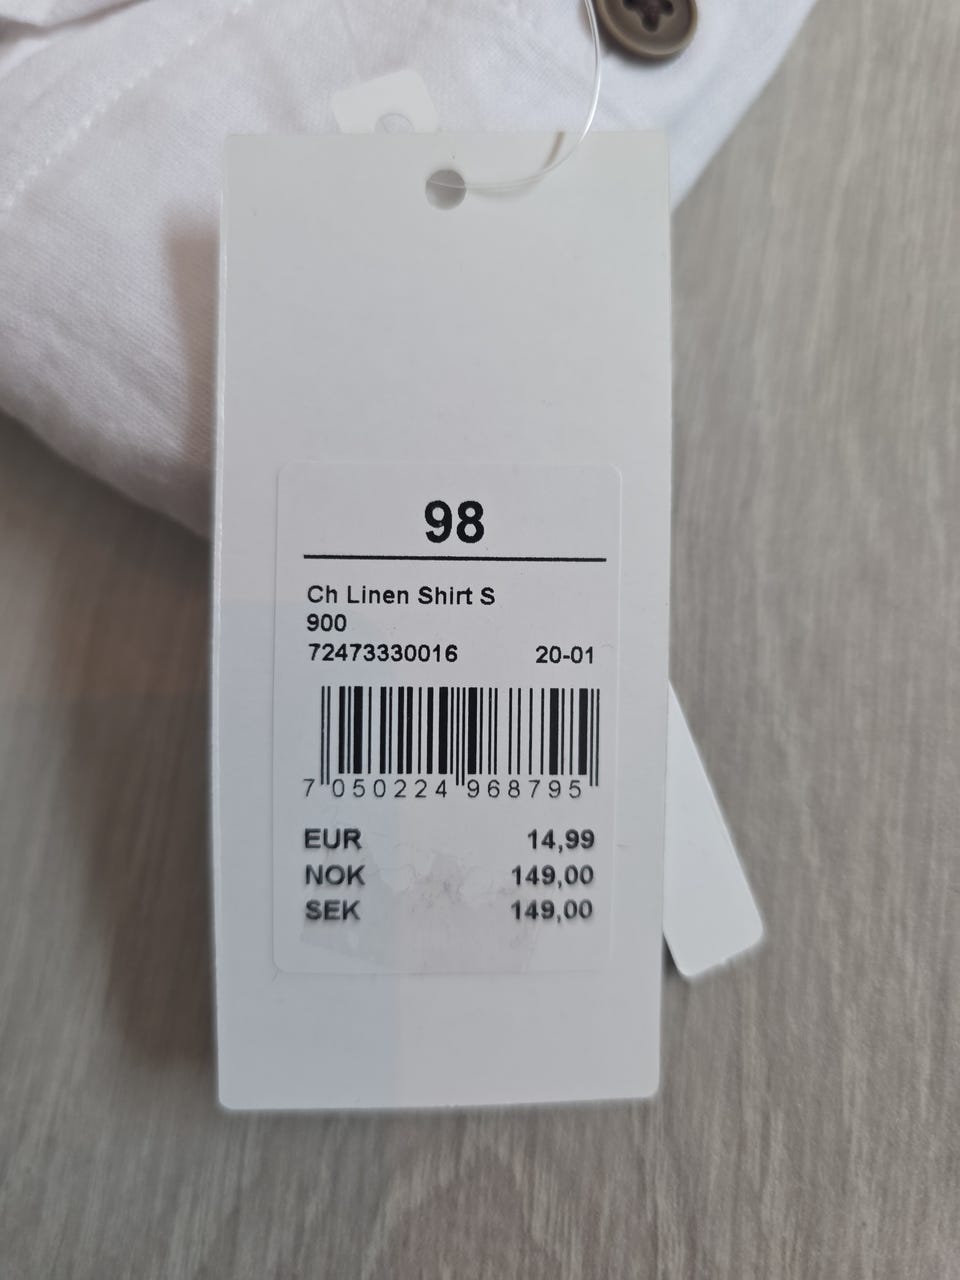 98
Ch Linen Shirt S
900
72473330016 20-01
7 050224 968795
EUR 14,99
NOK 149,00
SEK 149,00